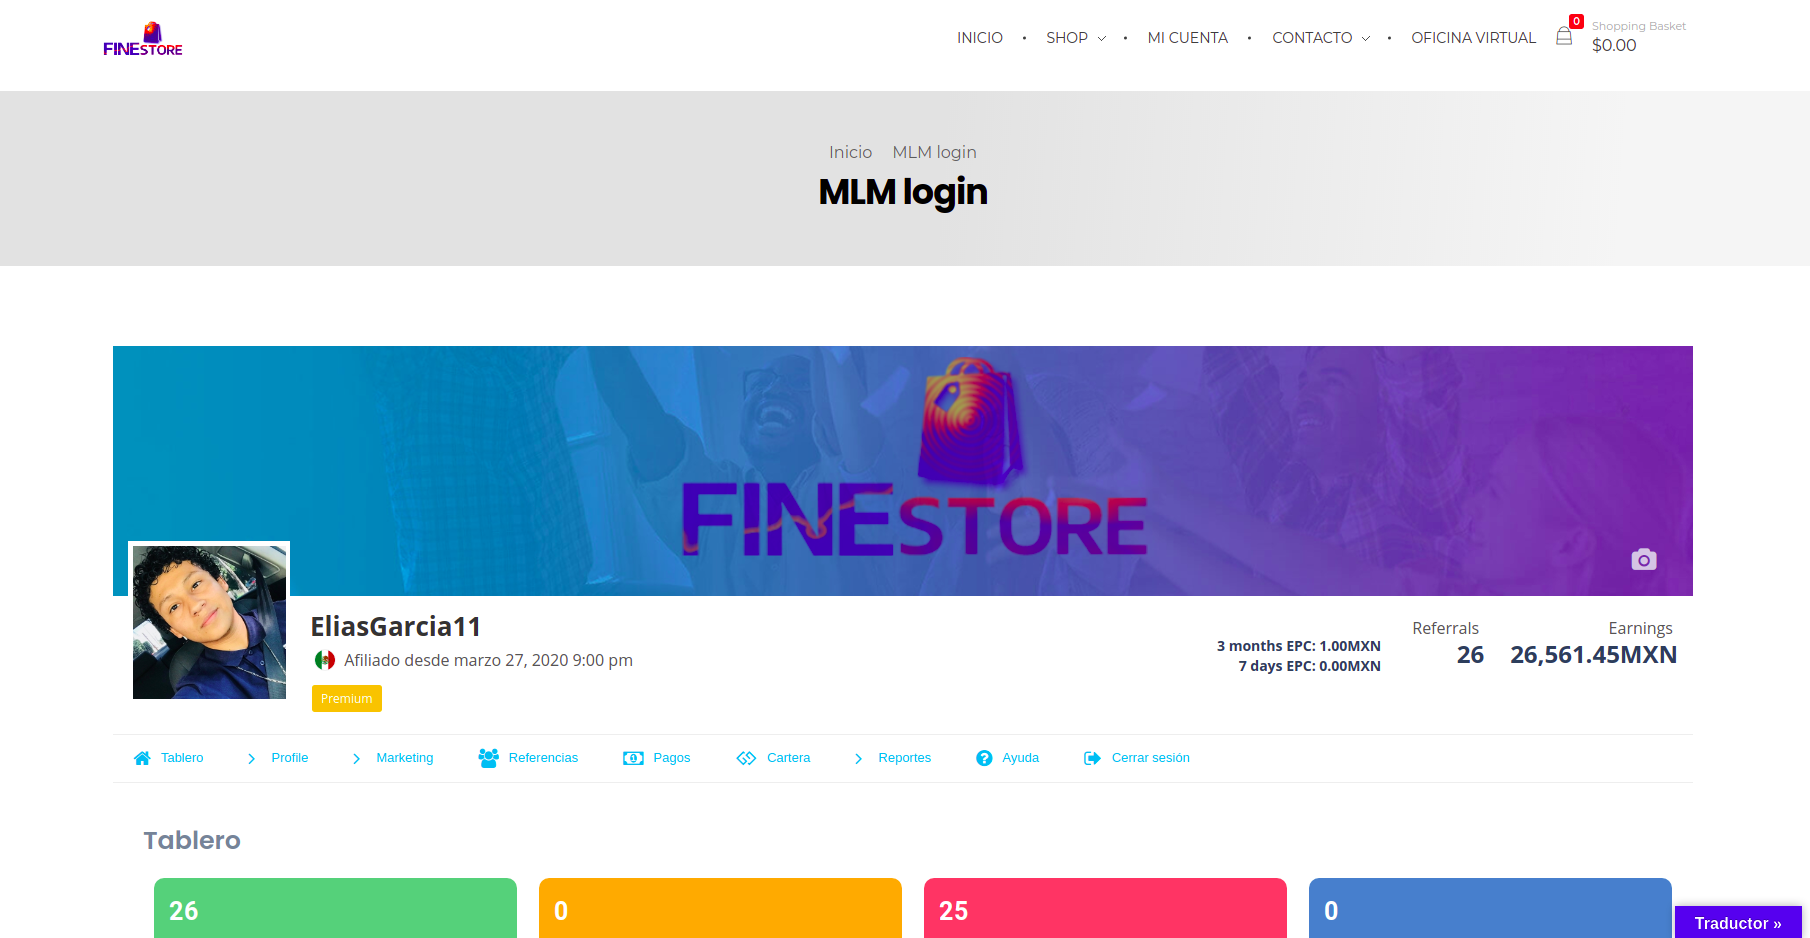 FINESTORE
INICIO • SHOP • MI CUENTA • CONTACTO • OFICINA VIRTUAL
0
Shopping Basket
$0.00
Inicio MLM login
MLM login
FINESTORE
EliasGarcia11
Afiliado desde marzo 27, 2020 9:00 pm
Premium
3 months EPC: 1.00MXN
7 days EPC: 0.00MXN
Referrals
26
Earnings
26,561.45MXN
Tablero Profile Marketing Referencias Pagos Cartera Reportes Ayuda Cerrar sesión
Tablero
26 0 25 0
Traductor »